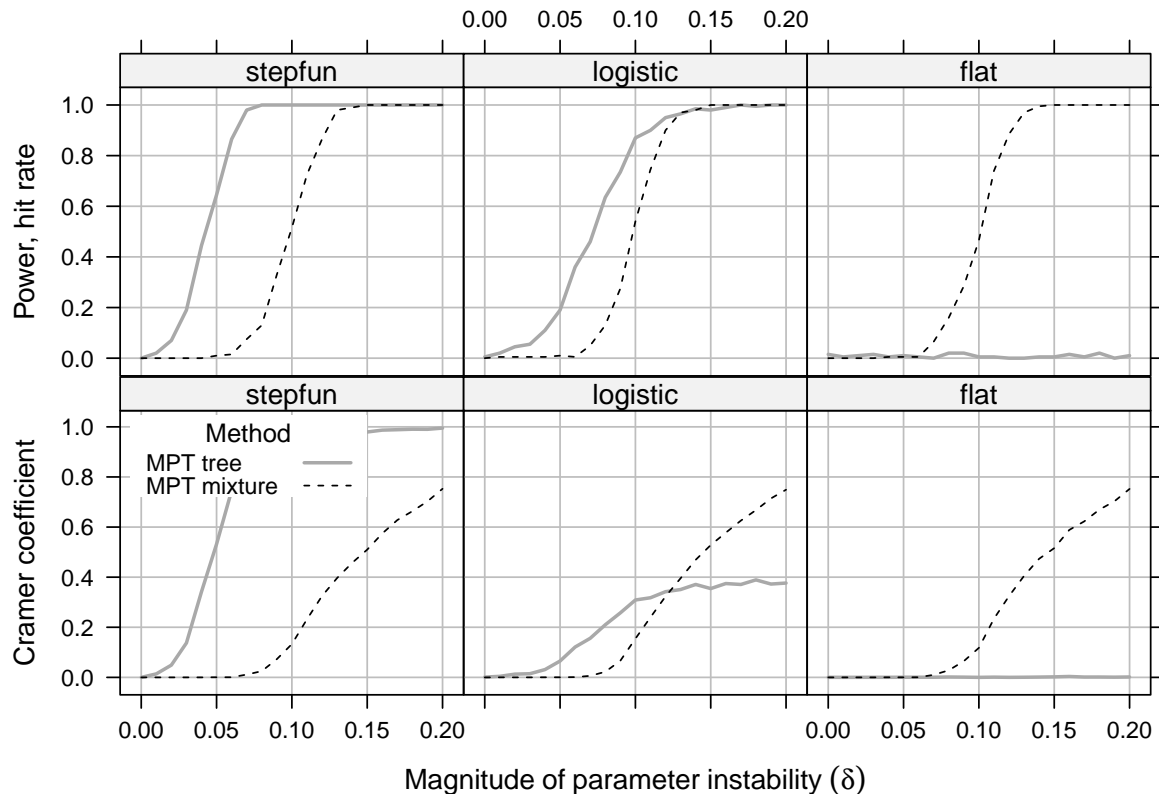 0.00 0.05 0.10 0.15 0.20
stepfun logistic flat
1.0
0.8
0.6
0.4
0.2
0.0
Power, hit rate
stepfun logistic flat
1.0
0.8
0.6
0.4
0.2
0.0
Cramer coefficient
Method
MPT tree
MPT mixture
0.00 0.05 0.10 0.15 0.20 0.00 0.05 0.10 0.15 0.20
Magnitude of parameter instability (δ)